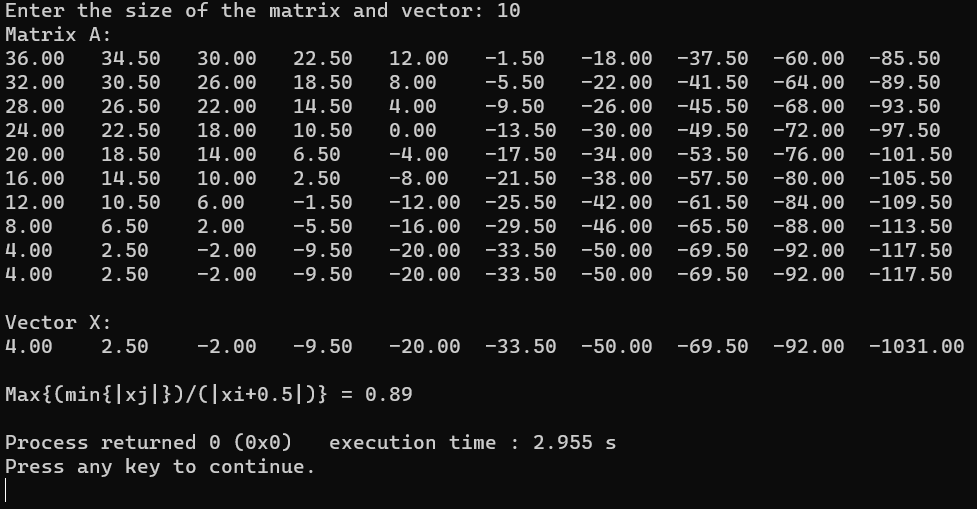 Enter the size of the matrix and vector: 10
Matrix A:
36.00   34.50   30.00   22.50   12.00   -1.50   -18.00  -37.50  -60.00  -85.50
32.00   30.50   26.00   18.50   8.00    -5.50   -22.00  -41.50  -64.00  -89.50
28.00   26.50   22.00   14.50   4.00    -9.50   -26.00  -45.50  -68.00  -93.50
24.00   22.50   18.00   10.50   0.00    -13.50  -30.00  -49.50  -72.00  -97.50
20.00   18.50   14.00   6.50    -4.00   -17.50  -34.00  -53.50  -76.00  -101.50
16.00   14.50   10.00   2.50    -8.00   -21.50  -38.00  -57.50  -80.00  -105.50
12.00   10.50   6.00    -1.50   -12.00  -25.50  -42.00  -61.50  -84.00  -109.50
8.00    6.50    2.00    -5.50   -16.00  -29.50  -46.00  -65.50  -88.00  -113.50
4.00    2.50    -2.00   -9.50   -20.00  -33.50  -50.00  -69.50  -92.00  -117.50
4.00    2.50    -2.00   -9.50   -20.00  -33.50  -50.00  -69.50  -92.00  -117.50
Vector X:
4.00    2.50    -2.00   -9.50   -20.00  -33.50  -50.00  -69.50  -92.00  -1031.00
Max{(min{|xj|})/(|xi+0.5|)} = 0.89
Process returned 0 (0x0)   execution time : 2.955 s
Press any key to continue.